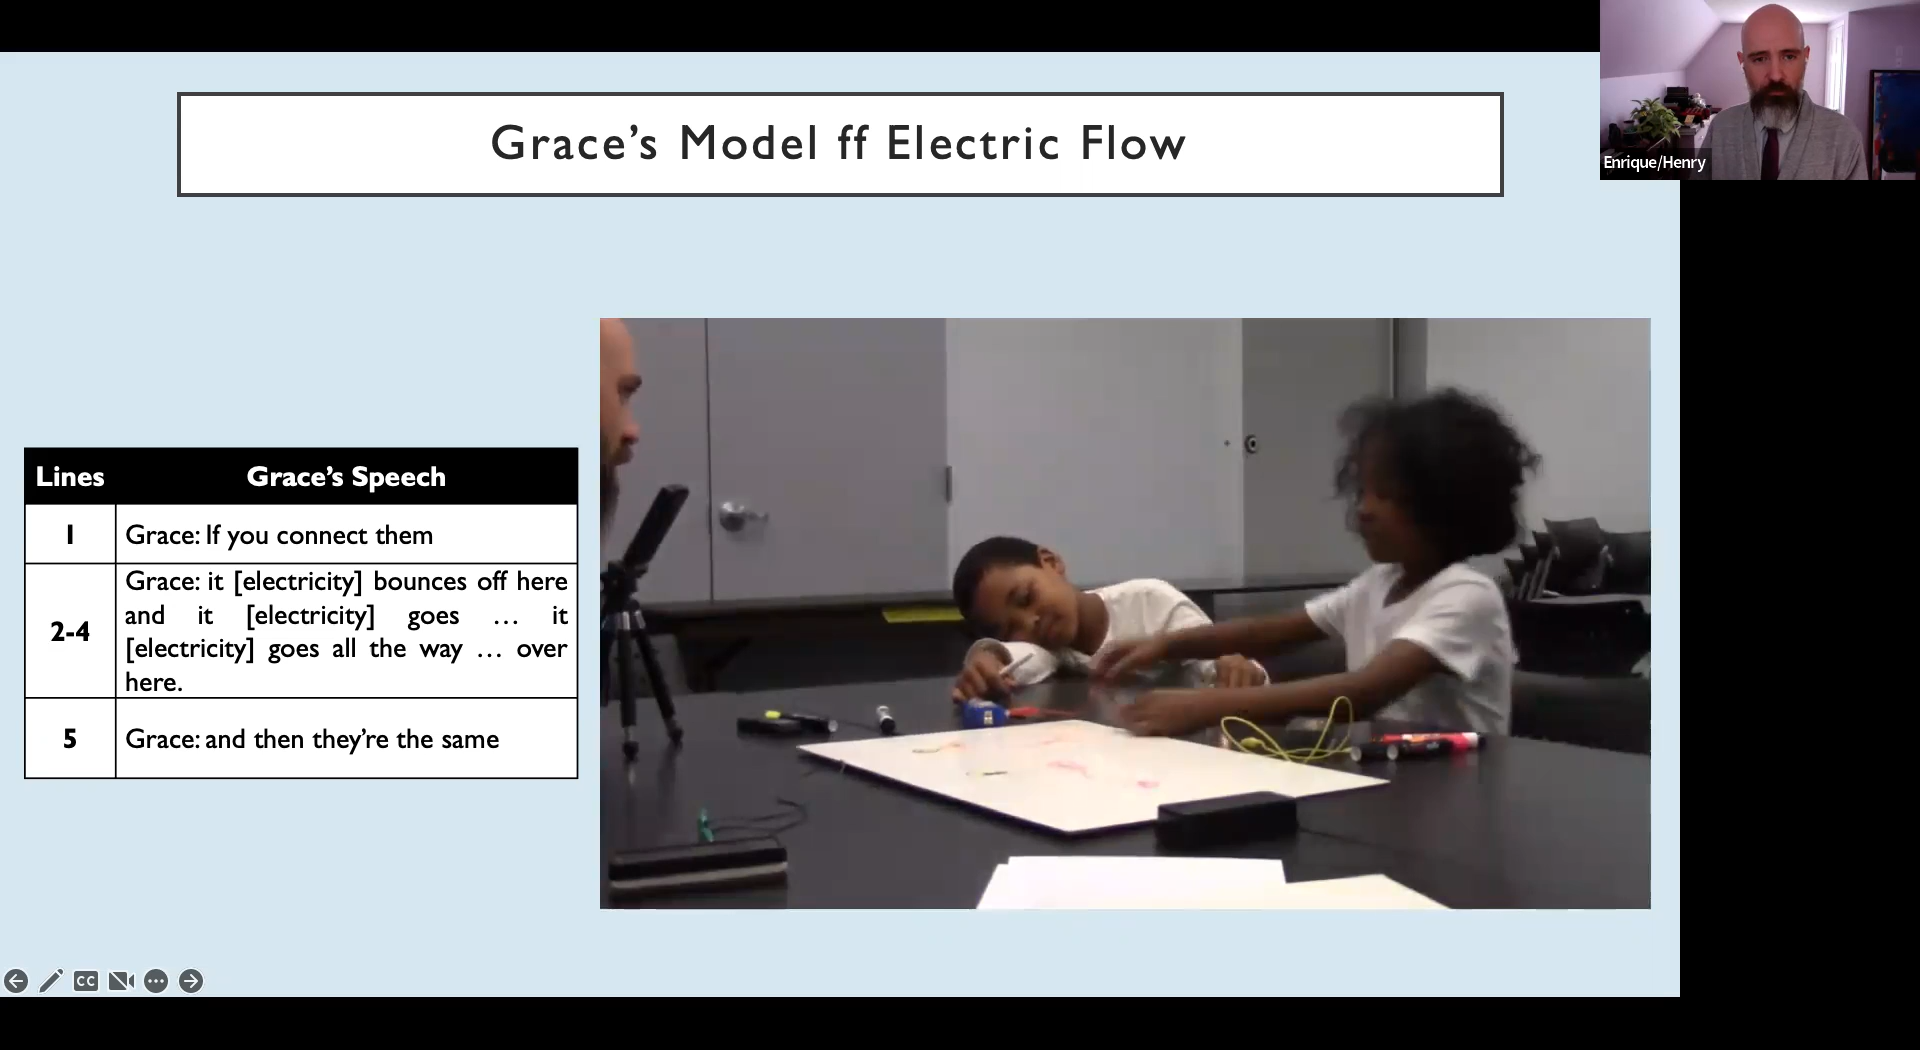 Grace's Model ff Electric Flow
Enrique/Henry
Lines Grace's Speech
1 Grace: If you connect them
2-4 Grace: it [electricity] bounces off here
and it [electricity] goes … it
[electricity] goes all the way … over
here.
5 Grace: and then they're the same
CC